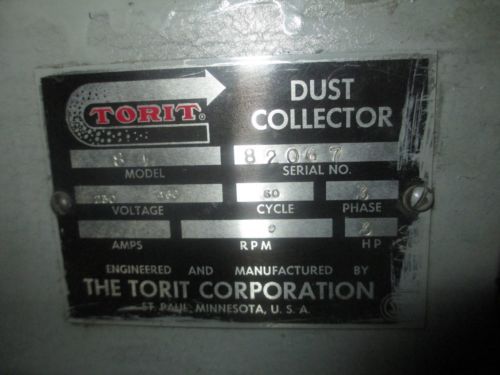 TORIT®
DUST
COLLECTOR
MODEL
82067
SERIAL NO.
60
3
VOLTAGE
CYCLE
PHASE
AMPS
RPM
HP
ENGINEERED AND MANUFACTURED BY
THE TORIT CORPORATION
ST. PAUL, MINNESOTA, U. S. A.